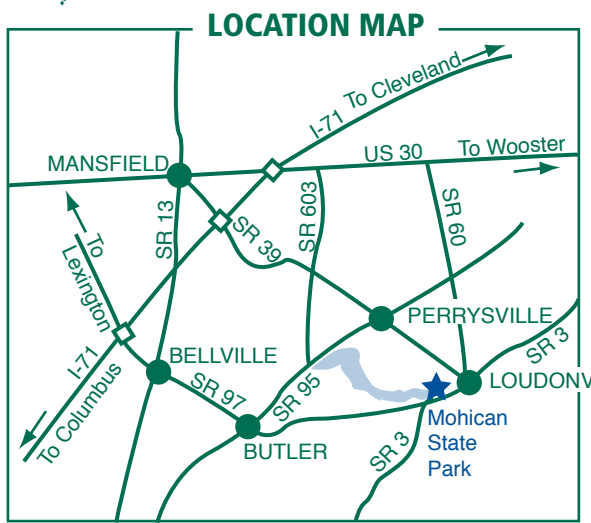 LOCATION MAP
I-71 To Cleveland
MANSFIELD
US 30
To Wooster
SR 13
SR 39
SR 603
SR 60
To
Lexington
PERRYSVILLE
SR 3
BELLVILLE
I-71
To Columbus
SR 97
SR 95
LOUDONV
Mohican
State
Park
BUTLER
SR 3